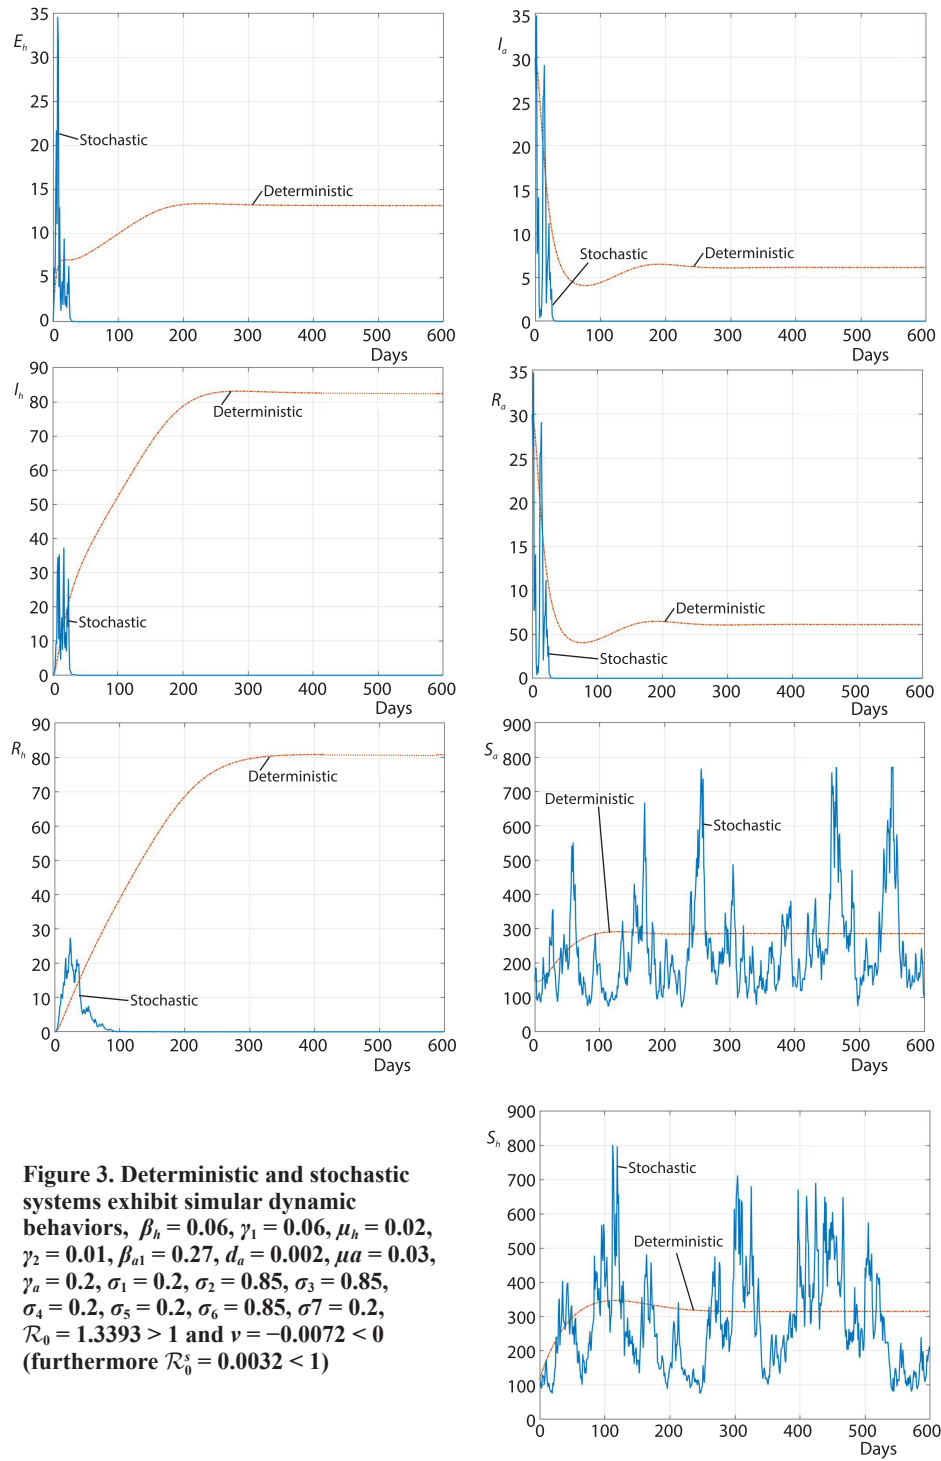 E_h
35
30
25
20
15
10
5
0
Stochastic
Deterministic
0 100 200 300 400 500 600
Days
I_a
35
30
25
20
15
10
5
0
Stochastic
Deterministic
0 100 200 300 400 500 600
Days
I_h
90
80
70
60
50
40
30
20
10
0
Deterministic
Stochastic
0 100 200 300 400 500 600
Days
R_a
35
30
25
20
15
10
50
0
Deterministic
Stochastic
0 100 200 300 400 500 600
Days
R_h
90
80
70
60
50
40
30
20
10
0
Deterministic
Stochastic
0 100 200 300 400 500 600
Days
S_a
900
800
700
600
500
400
300
200
100
0
Deterministic
Stochastic
0 100 200 300 400 500 600
Days
S_h
900
800
700
600
500
400
300
200
100
0
Stochastic
Deterministic
0 100 200 300 400 500 600
Days
Figure 3. Deterministic and stochastic
systems exhibit simular dynamic
behaviors, β_h = 0.06, γ_1 = 0.06, μ_h = 0.02,
γ_2 = 0.01, β_a1 = 0.27, d_a = 0.002, μa = 0.03,
γ_a = 0.2, σ_1 = 0.2, σ_2 = 0.85, σ_3 = 0.85,
σ_4 = 0.2, σ_5 = 0.2, σ_6 = 0.85, σ7 = 0.2,
ℛ_0 = 1.3393 > 1 and v = −0.0072 < 0
(furthermore ℛ_0^s = 0.0032 < 1)